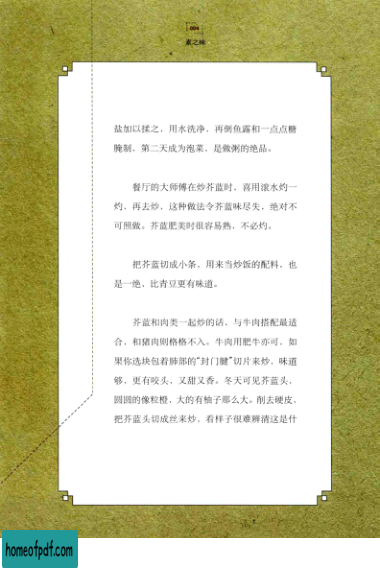 004
素之味
盐加以揉之，用水洗净，再倒鱼露和一点点糖
腌制，第二天成为泡菜，是做粥的绝品。
餐厅的大师傅在炒芥蓝时，喜用滚水灼一
灼，再去炒，这种做法令芥蓝味尽失，绝对不
可照做。芥蓝肥美时很容易熟，不必灼。
把芥蓝切成小条，用来当炒饭的配料，也
是一绝，比青豆更有味道。
芥蓝和肉类一起炒的话，与牛肉搭配最适
合，和猪肉则格格不入。牛肉用肥牛亦可，如
果你选块包着肺部的“封门腱”切片来炒，味道
够，更有咬头，又甜又香。冬天可见芥蓝头，
圆圆的像粒橙，大的有柚子那么大。削去硬皮，
把芥蓝头切成丝来炒，看样子很难辨清这是什
homeofpdf.com